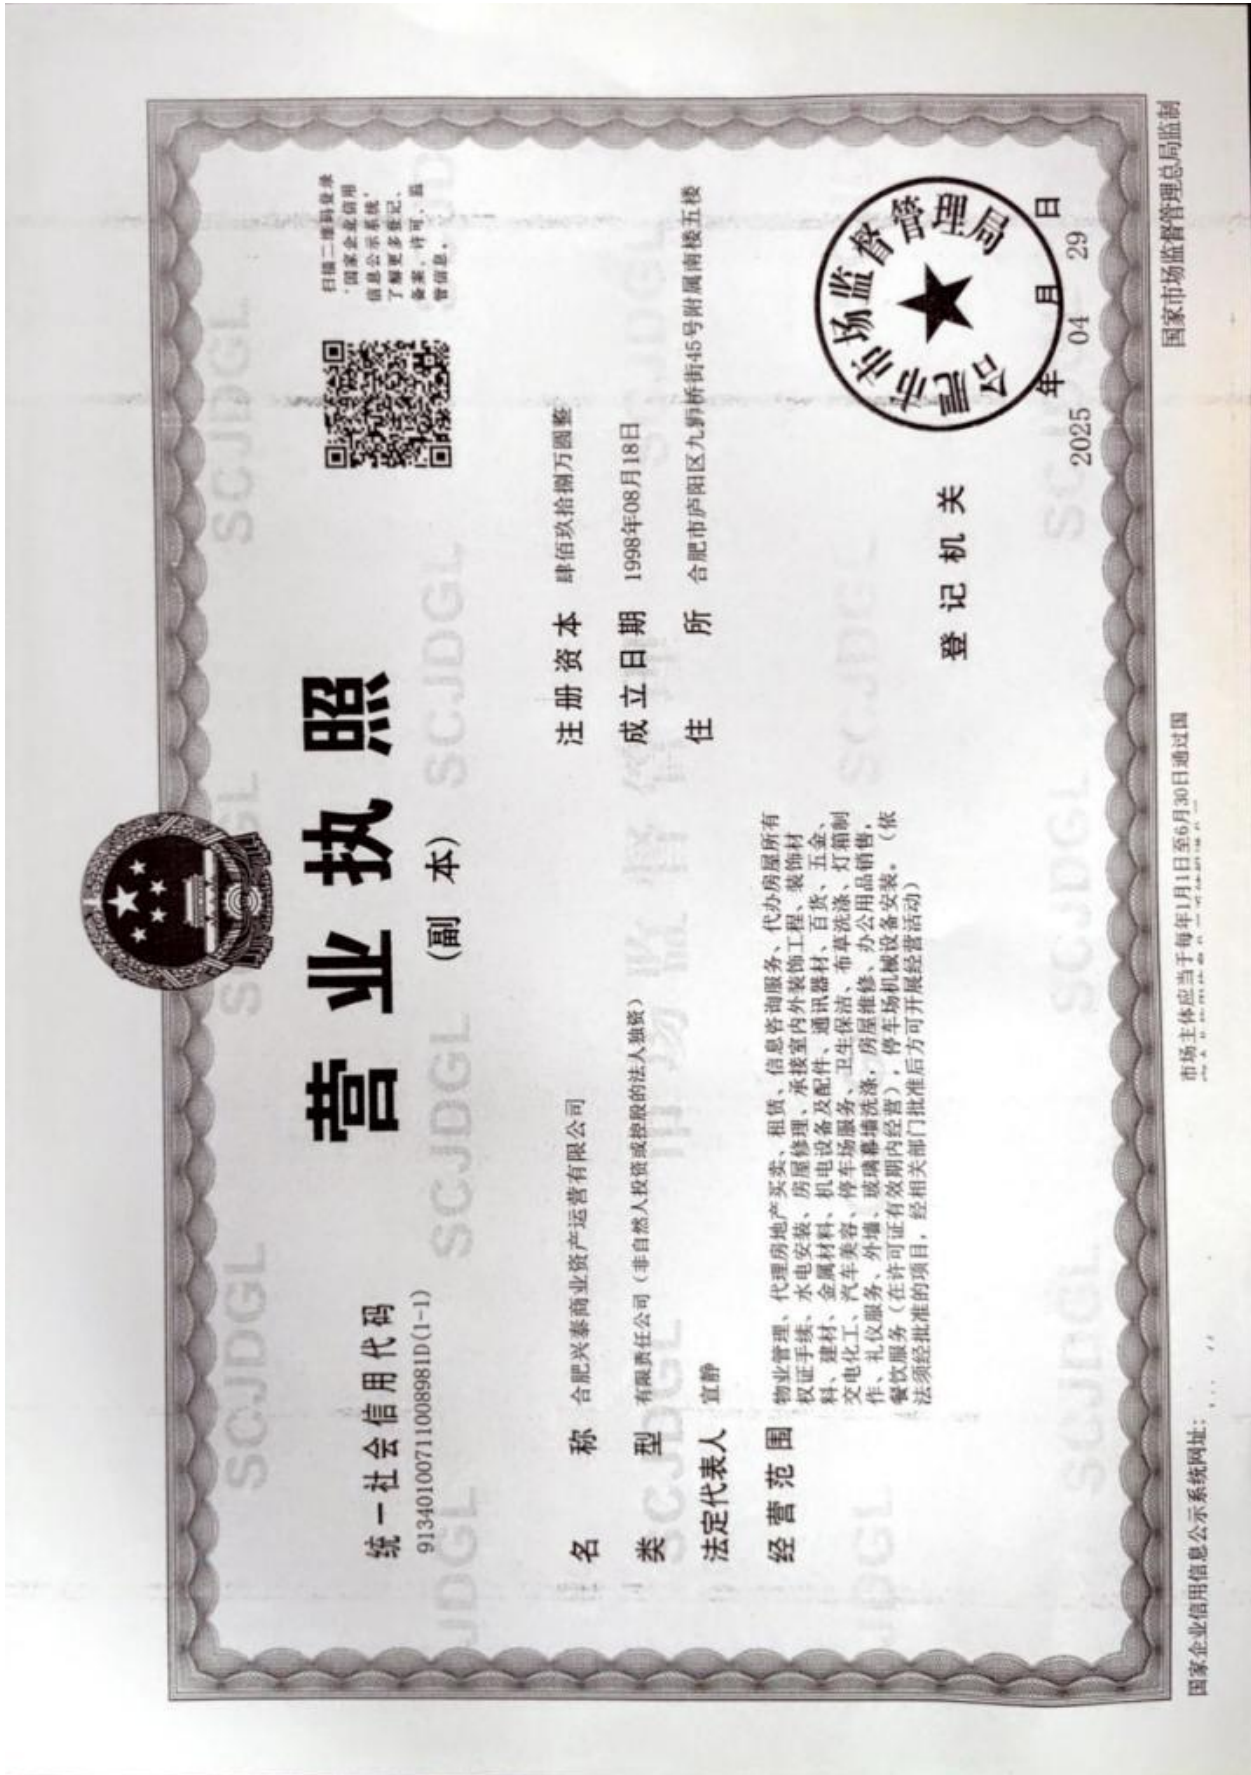 营业执照
(副 本)
统一社会信用代码
91340100711008981D(1-1)
扫描二维码登录
“国家企业信用
信息公示系统”
了解更多登记、
备案、许可、监
管信息。
名 称 合肥兴泰商业资产运营有限公司
类 型 有限责任公司（非自然人投资或控股的法人独资）
法定代表人 宣静
经营范围 物业管理、代理房地产买卖、租赁、信息咨询服务、代办房屋所有
权证手续、水电安装、房屋修理、承接室内外装饰工程、装饰材
料、建材、金属材料、机电设备及配件、通讯器材、百货、五金、
交电化工、汽车美容、停车场服务、卫生保洁、布草洗涤、灯箱制
作、礼仪服务、外墙、玻璃幕墙洗涤，房屋维修、办公用品销售，
餐饮服务（在许可证有效期内经营），停车场机械设备安装。（依
法须经批准的项目，经相关部门批准后方可开展经营活动）
注册资本 肆佰玖拾捌万圆整
成立日期 1998年08月18日
住 所 合肥市庐阳区九狮桥街45号附属南楼五楼
登记机关
合肥市市场监督管理局
2025年04月29日
国家企业信用信息公示系统网址：
市场主体应当于每年1月1日至6月30日通过国
国家市场监督管理总局监制
SCJDGL
SCJDGL
SCJDGL
SCJDGL
SCJDGL